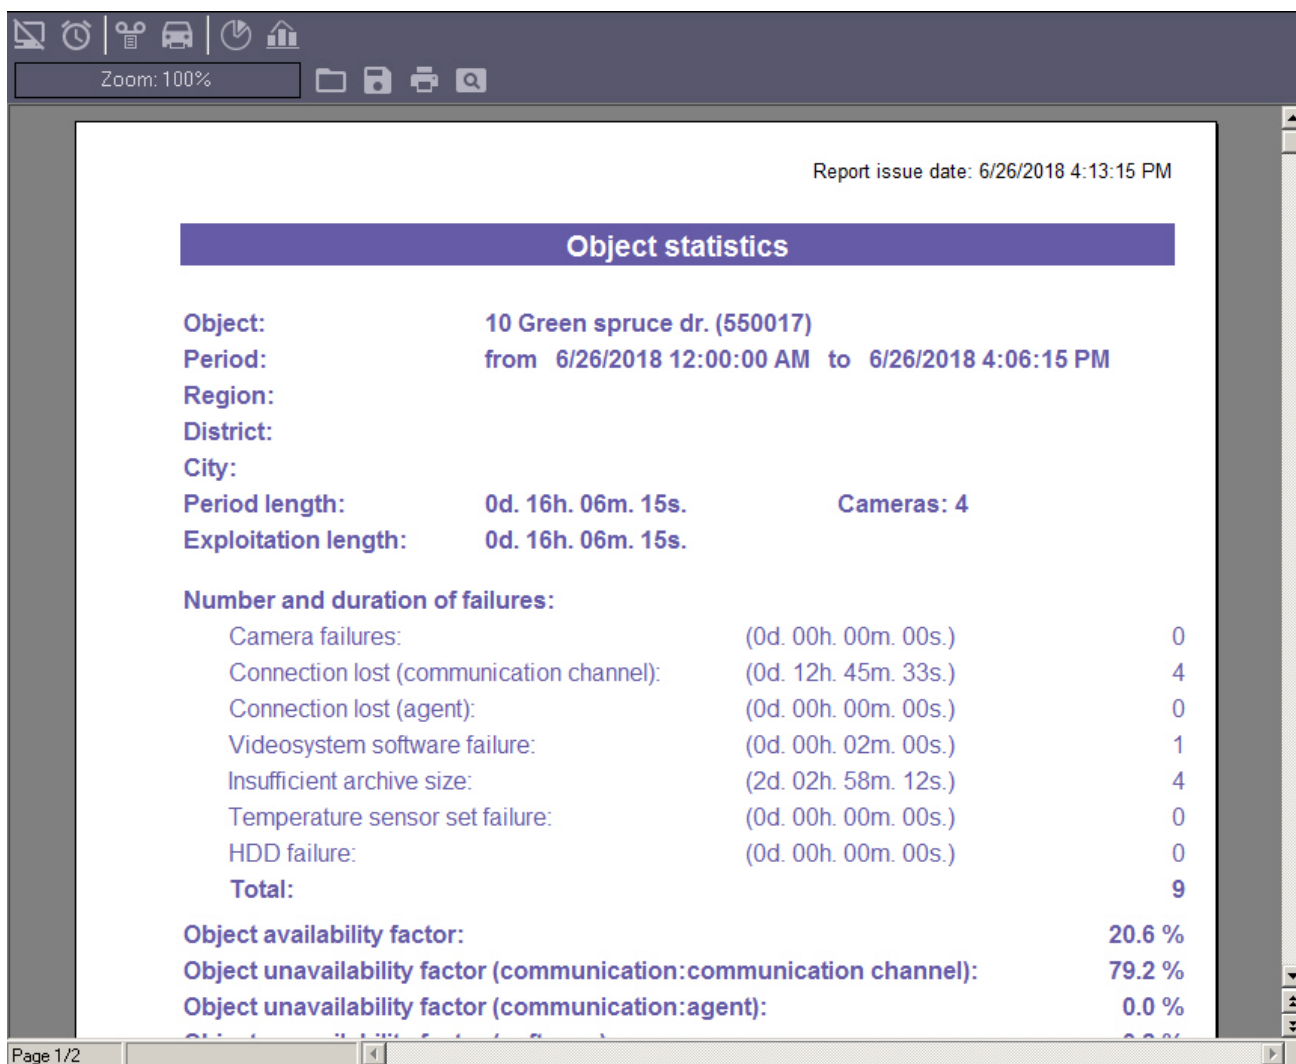 Zoom: 100%
Report issue date: 6/26/2018 4:13:15 PM
Object statistics
Object: 10 Green spruce dr. (550017)
Period: from 6/26/2018 12:00:00 AM to 6/26/2018 4:06:15 PM
Region:
District:
City:
Period length: 0d. 16h. 06m. 15s. Cameras: 4
Exploitation length: 0d. 16h. 06m. 15s.
Number and duration of failures:
Camera failures: (0d. 00h. 00m. 00s.) 0
Connection lost (communication channel): (0d. 12h. 45m. 33s.) 4
Connection lost (agent): (0d. 00h. 00m. 00s.) 0
Videosystem software failure: (0d. 00h. 02m. 00s.) 1
Insufficient archive size: (2d. 02h. 58m. 12s.) 4
Temperature sensor set failure: (0d. 00h. 00m. 00s.) 0
HDD failure: (0d. 00h. 00m. 00s.) 0
Total: 9
Object availability factor: 20.6 %
Object unavailability factor (communication:communication channel): 79.2 %
Object unavailability factor (communication:agent): 0.0 %
Page 1/2